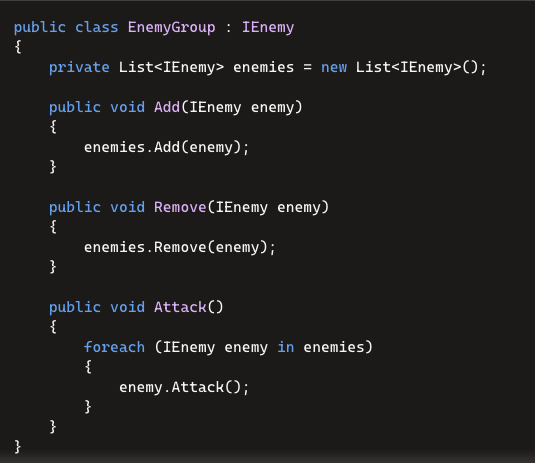 public class EnemyGroup : IEnemy
{
    private List<IEnemy> enemies = new List<IEnemy>();

    public void Add(IEnemy enemy)
    {
        enemies.Add(enemy);
    }

    public void Remove(IEnemy enemy)
    {
        enemies.Remove(enemy);
    }

    public void Attack()
    {
        foreach (IEnemy enemy in enemies)
        {
            enemy.Attack();
        }
    }
}